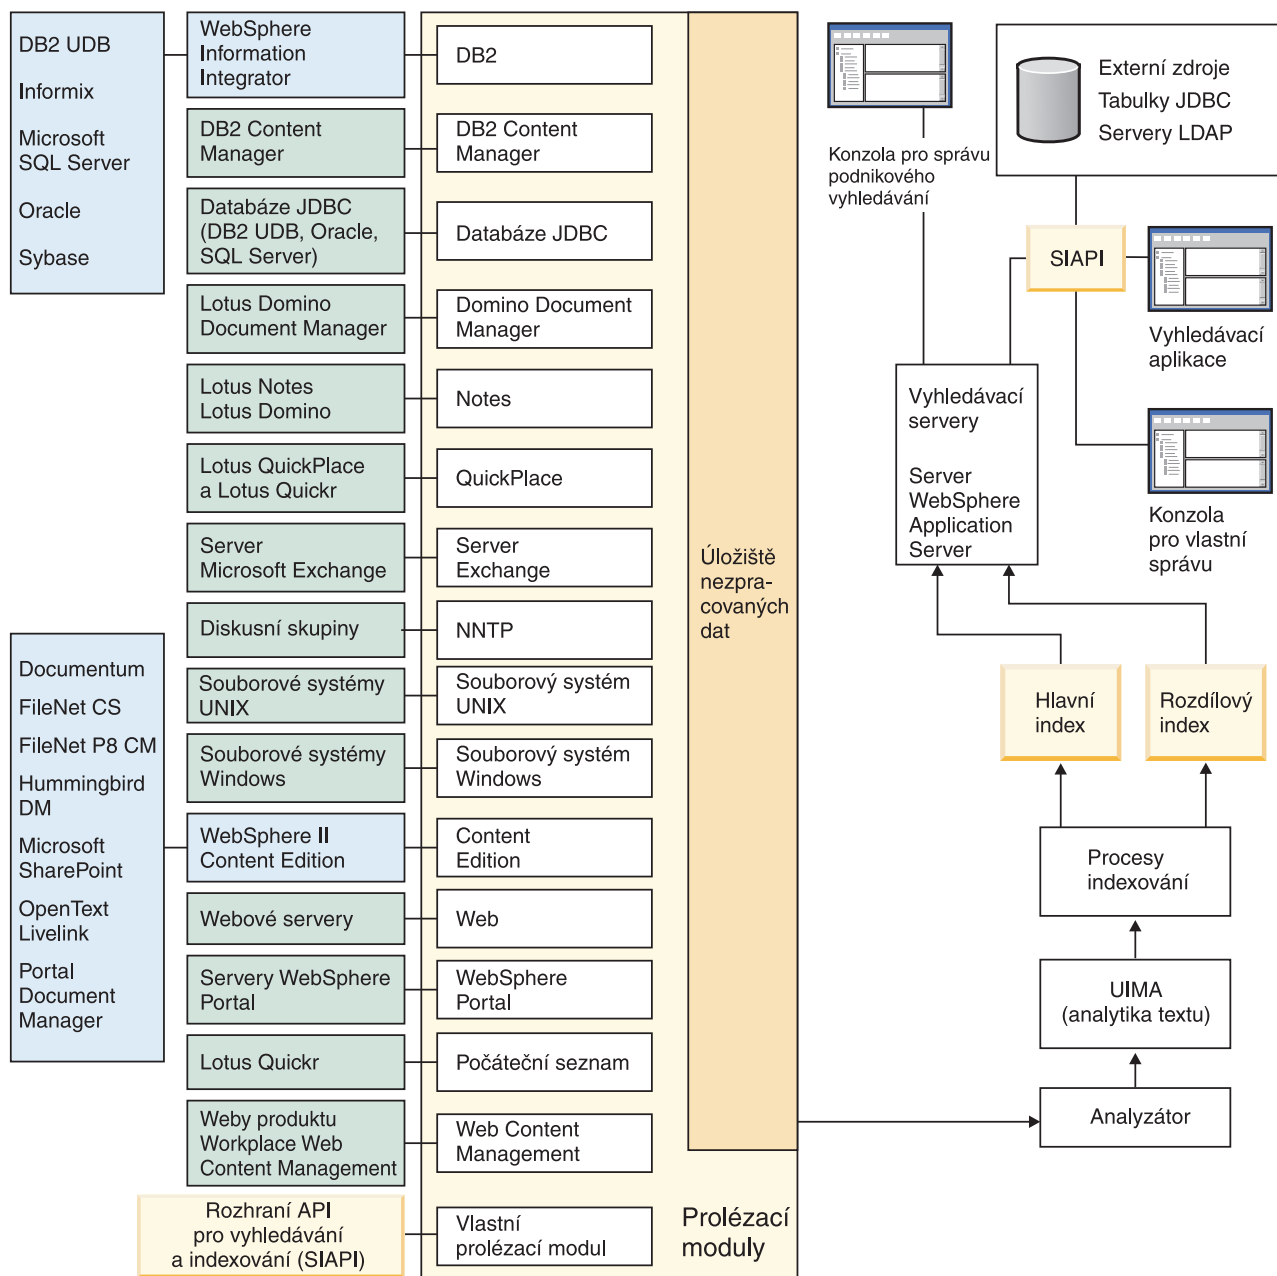 DB2 UDB
Informix
Microsoft
SQL Server
Oracle
Sybase
Documentum
FileNet CS
FileNet P8 CM
Hummingbird
DM
Microsoft
SharePoint
OpenText
Livelink
Portal
Document
Manager
WebSphere
Information
Integrator
DB2 Content
Manager
Databáze JDBC
(DB2 UDB, Oracle,
SQL Server)
Lotus Domino
Document Manager
Lotus Notes
Lotus Domino
Lotus QuickPlace
a Lotus Quickr
Server
Microsoft Exchange
Diskusní skupiny
Souborové systémy
UNIX
Souborové systémy
Windows
WebSphere II
Content Edition
Webové servery
Servery WebSphere
Portal
Lotus Quickr
Weby produktu
Workplace Web
Content Management
Rozhraní API
pro vyhledávání
a indexování (SIAPI)
DB2
DB2 Content
Manager
Databáze JDBC
Domino Document
Manager
Notes
QuickPlace
Server
Exchange
NNTP
Souborový systém
UNIX
Souborový systém
Windows
Content
Edition
Web
WebSphere
Portal
Počáteční seznam
Web Content
Management
Vlastní
prolézací modul
Úložiště
nezpra-
covaných
dat
Prolézací
moduly
Konzola pro správu
podnikového
vyhledávání
Externí zdroje
Tabulky JDBC
Servery LDAP
SIAPI
Vyhledávací
aplikace
Vyhledávací
servery
Server
WebSphere
Application
Server
Konzola
pro vlastní
správu
Hlavní
index
Rozdílový
index
Procesy
indexování
UIMA
(analytika textu)
Analyzátor